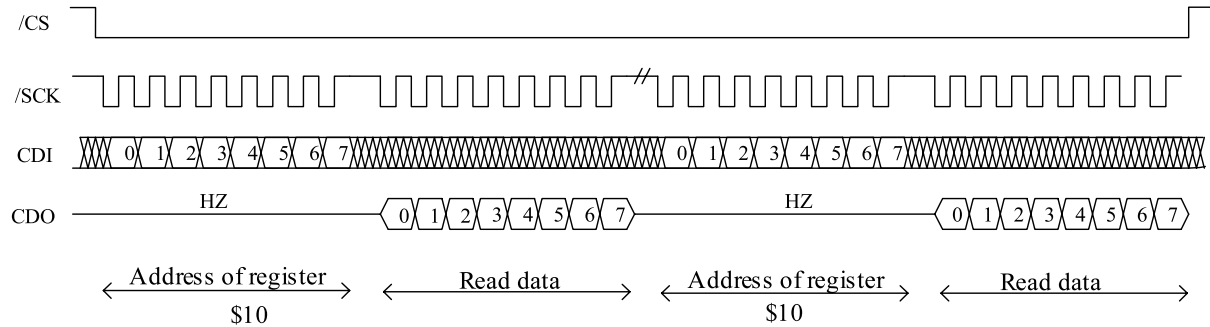 /CS
/SCK
CDI 0 1 2 3 4 5 6 7 0 1 2 3 4 5 6 7
CDO HZ 0 1 2 3 4 5 6 7 HZ 0 1 2 3 4 5 6 7
Address of register Read data Address of register Read data
$10 $10